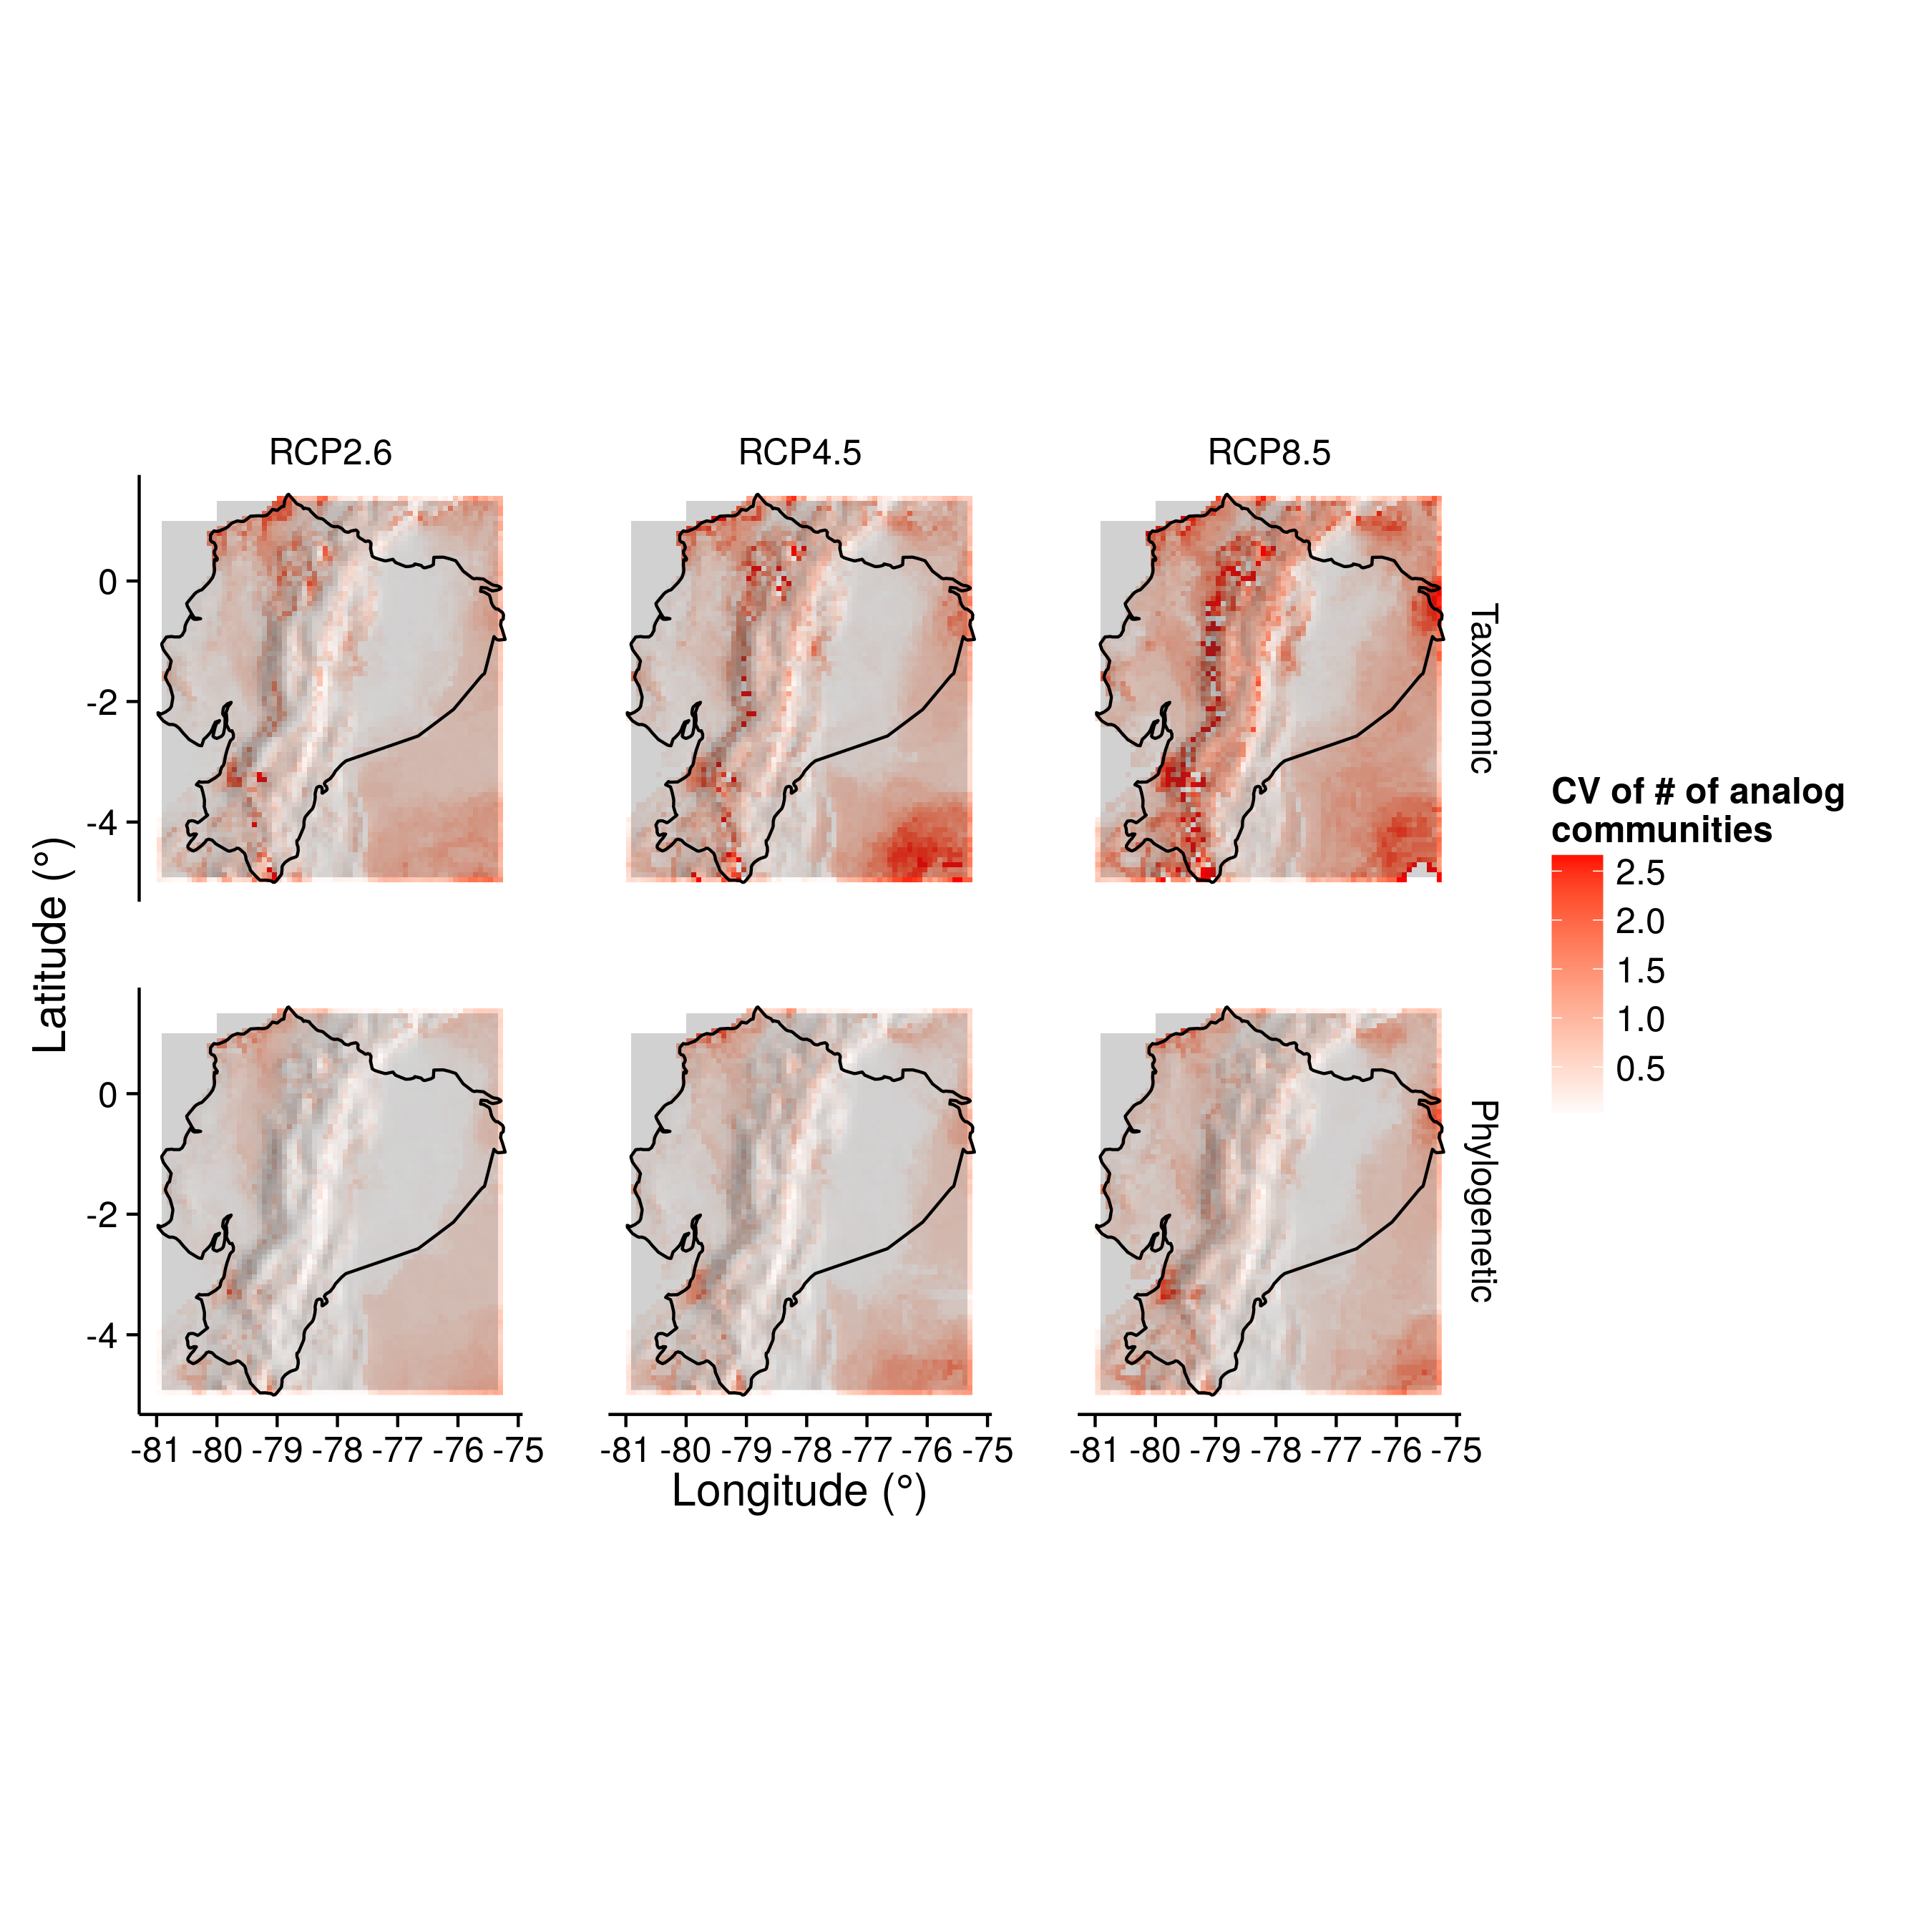 RCP2.6 RCP4.5 RCP8.5
0
-2
-4
Taxonomic
0
-2
-4
Phylogenetic
Latitude (°)
-81 -80 -79 -78 -77 -76 -75 -81 -80 -79 -78 -77 -76 -75 -81 -80 -79 -78 -77 -76 -75
Longitude (°)
CV of # of analog
communities
2.5
2.0
1.5
1.0
0.5